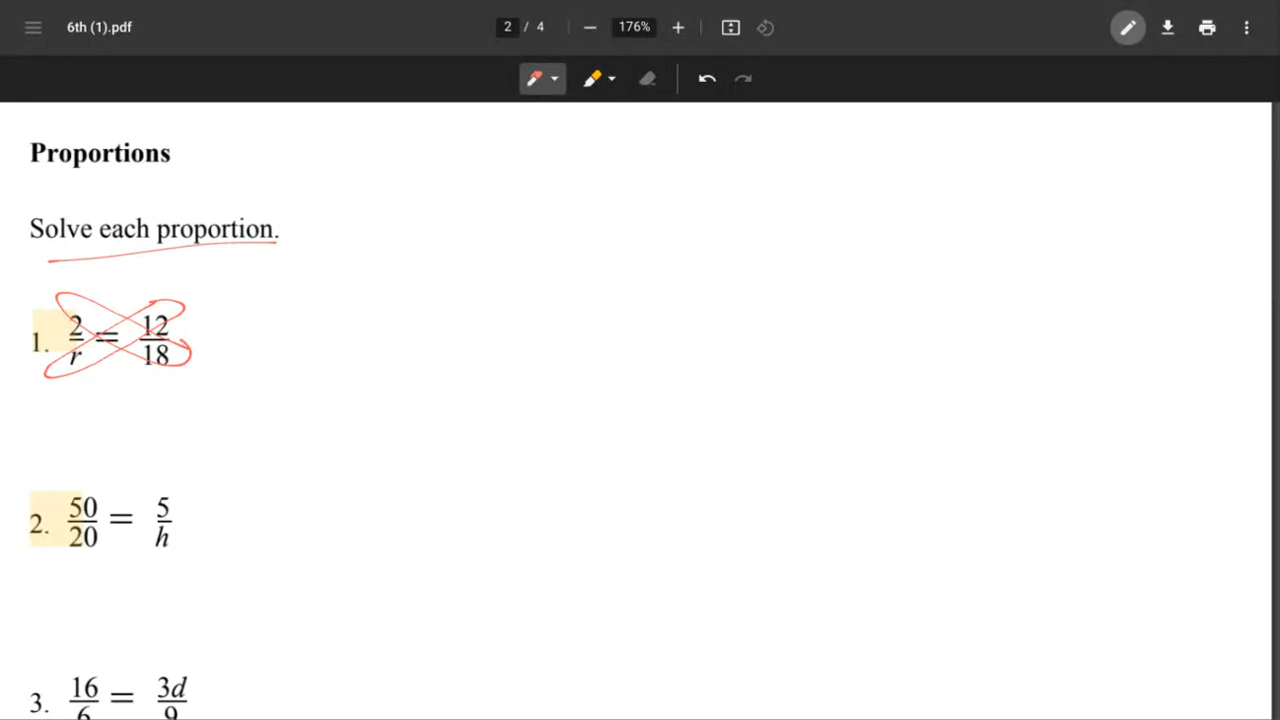 6th (1).pdf
2 / 4
176%
Proportions
Solve each proportion.
1. 2/r = 12/18
2. 50/20 = 5/h
3. 16/6 = 3d/9